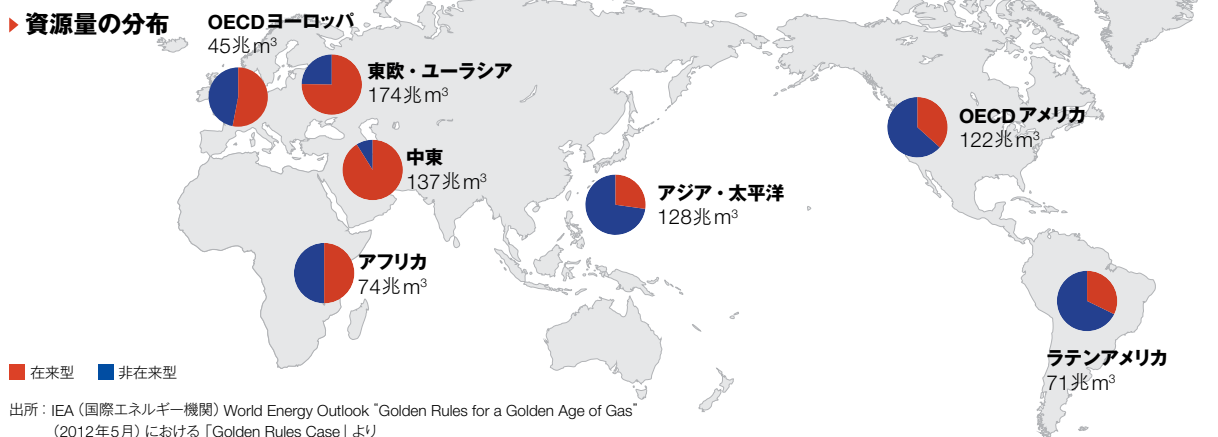 資源量の分布
OECDヨーロッパ
45兆m³
東欧・ユーラシア
174兆m³
中東
137兆m³
アフリカ
74兆m³
アジア・太平洋
128兆m³
OECDアメリカ
122兆m³
ラテンアメリカ
71兆m³
在来型 非在来型
出所：IEA（国際エネルギー機関）World Energy Outlook “Golden Rules for a Golden Age of Gas”
（2012年5月）における「Golden Rules Case」より